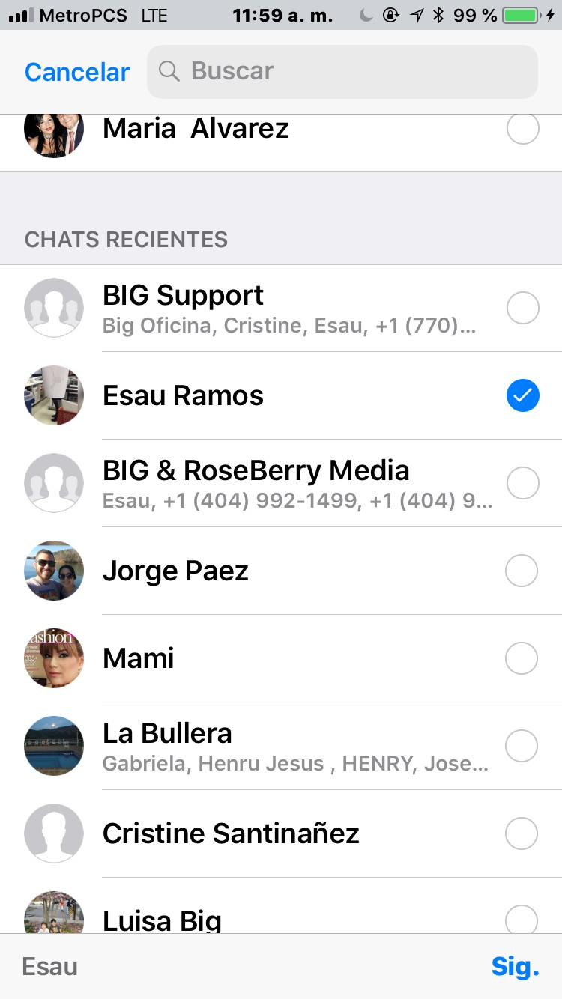 MetroPCS LTE 11:59 a. m. 99 %
Cancelar Buscar
Maria Alvarez
CHATS RECIENTES
BIG Support
Big Oficina, Cristine, Esau, +1 (770)...
Esau Ramos
BIG & RoseBerry Media
Esau, +1 (404) 992-1499, +1 (404) 9...
Jorge Paez
ashion
365+
Mami
La Bullera
Gabriela, Henru Jesus , HENRY, Jose...
Cristine Santinañez
Luisa Big
Esau Sig.